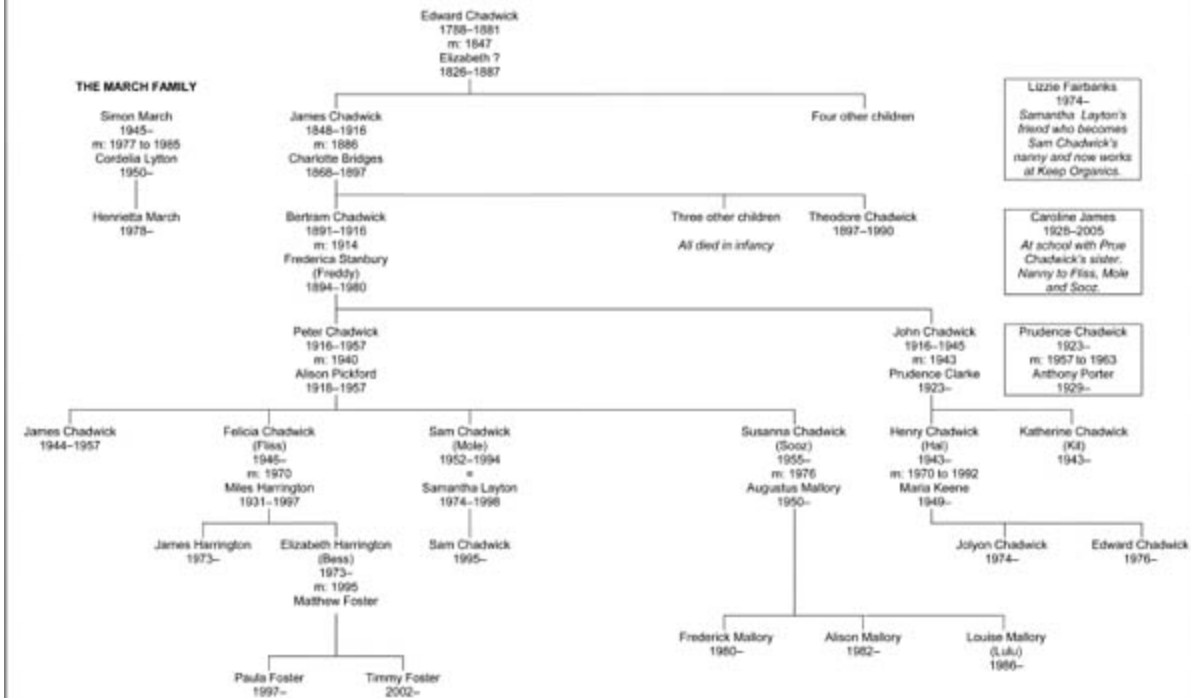 Edward Chadwick
1788–1881
m: 1847
Elizabeth ?
1826–1887
THE MARCH FAMILY
Simon March
1945–
m: 1977 to 1985
Cordelia Lytton
1950–
Henrietta March
1978–
James Chadwick
1848–1916
m: 1886
Charlotte Bridges
1868–1897
Four other children
Lizzie Fairbanks
1974–
Samantha Layton's
friend who becomes
Sam Chadwick's
nanny and now works
at Keep Organics.
Bertram Chadwick
1891–1916
m: 1914
Frederica Stanbury
(Freddy)
1894–1980
Three other children
All died in infancy
Theodore Chadwick
1897–1990
Caroline James
1928–2005
At school with Prue
Chadwick's sister.
Nanny to Fliss, Mole
and Sooz.
Peter Chadwick
1916–1957
m: 1940
Alison Pickford
1918–1957
John Chadwick
1916–1945
m: 1943
Prudence Clarke
1923–
Prudence Chadwick
1923–
m: 1957 to 1963
Anthony Porter
1929–
James Chadwick
1944–1957
Felicia Chadwick
(Fliss)
1946–
m: 1970
Miles Harrington
1931–1997
Sam Chadwick
(Mole)
1952–1994
=
Samantha Layton
1974–1998
Susanna Chadwick
(Sooz)
1955–
m: 1976
Augustus Mallory
1950–
Henry Chadwick
(Hal)
1943–
m: 1970 to 1992
Maria Keene
1949–
Katherine Chadwick
(Kit)
1943–
James Harrington
1973–
Elizabeth Harrington
(Bess)
1973–
m: 1995
Matthew Foster
Sam Chadwick
1995–
Jolyon Chadwick
1974–
Edward Chadwick
1976–
Frederick Mallory
1980–
Alison Mallory
1982–
Louise Mallory
(Lulu)
1986–
Paula Foster
1997–
Timmy Foster
2002–